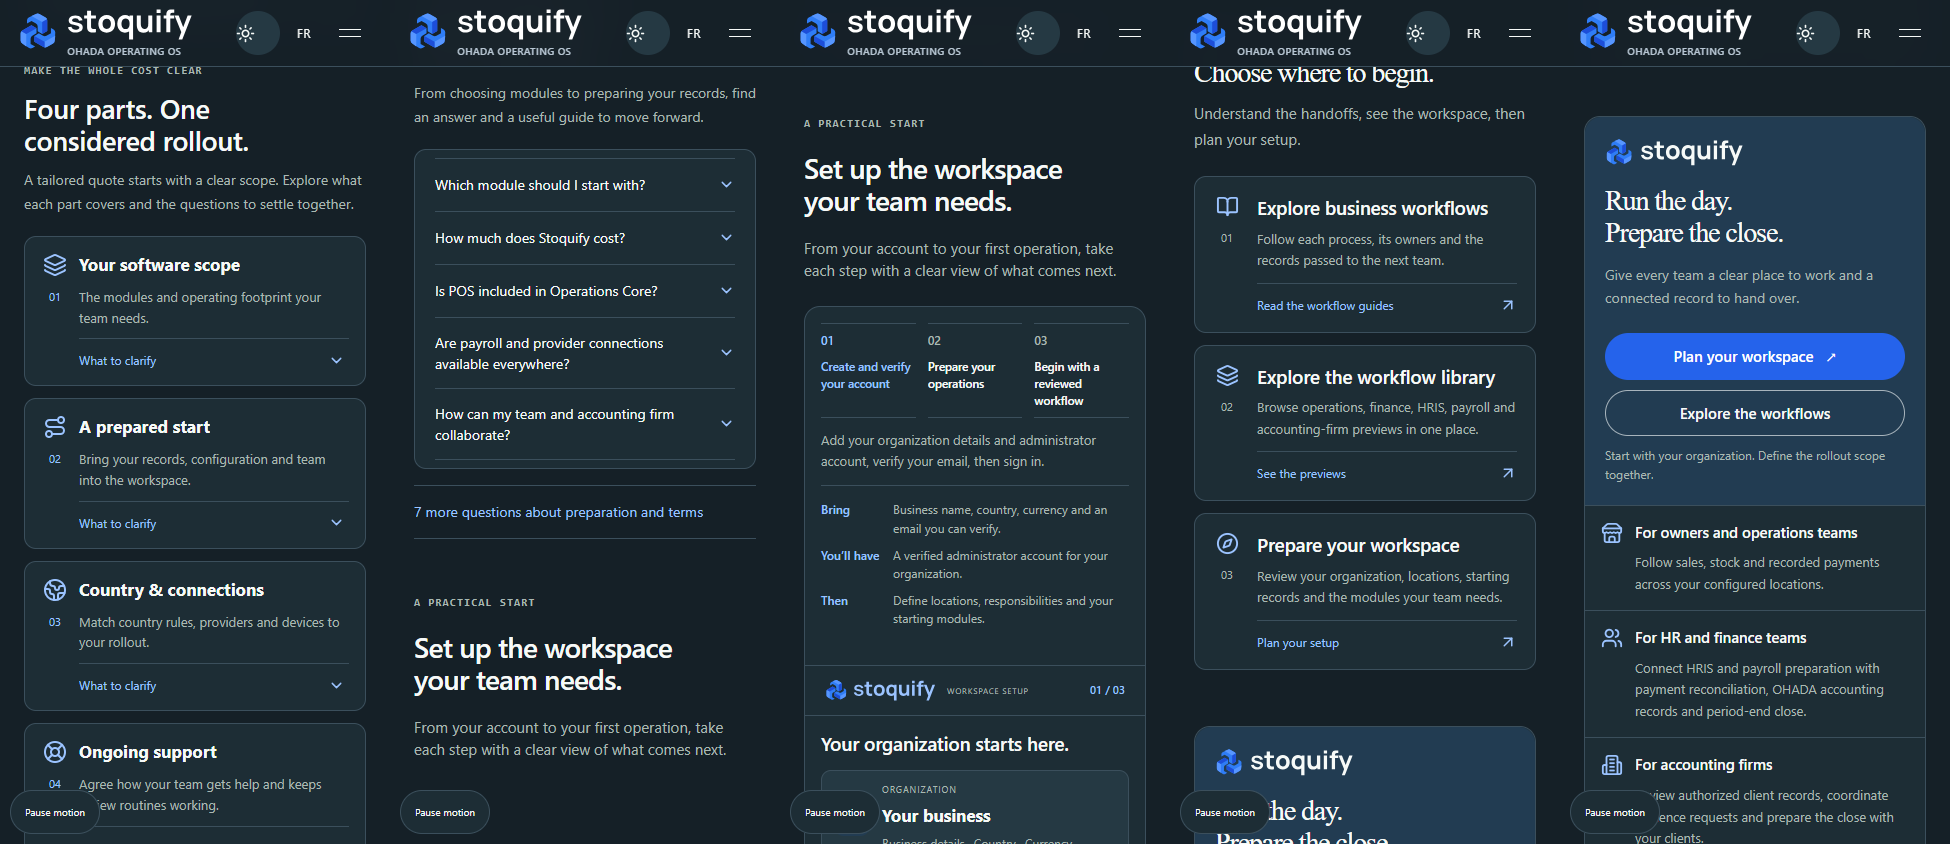 stoquify
OHADA OPERATING OS
FR
MAKE THE WHOLE COST CLEAR
Four parts. One
considered rollout.
A tailored quote starts with a clear scope. Explore what
each part covers and the questions to settle together.
Your software scope
01
The modules and operating footprint your
team needs.
What to clarify
A prepared start
02
Bring your records, configuration and team
into the workspace.
What to clarify
Country & connections
03
Match country rules, providers and devices to
your rollout.
What to clarify
Ongoing support
04
Agree how your team gets help and keeps
routines working.
Pause motion
stoquify
OHADA OPERATING OS
FR
From choosing modules to preparing your records, find
an answer and a useful guide to move forward.
Which module should I start with?
How much does Stoquify cost?
Is POS included in Operations Core?
Are payroll and provider connections
available everywhere?
How can my team and accounting firm
collaborate?
7 more questions about preparation and terms
A PRACTICAL START
Set up the workspace
your team needs.
From your account to your first operation, take
each step with a clear view of what comes next.
Pause motion
stoquify
OHADA OPERATING OS
FR
A PRACTICAL START
Set up the workspace
your team needs.
From your account to your first operation, take
each step with a clear view of what comes next.
01
Create and verify
your account
02
Prepare your
operations
03
Begin with a
reviewed
workflow
Add your organization details and administrator
account, verify your email, then sign in.
Bring
Business name, country, currency and an
email you can verify.
You'll have
A verified administrator account for your
organization.
Then
Define locations, responsibilities and your
starting modules.
stoquify
WORKSPACE SETUP
01 / 03
Your organization starts here.
ORGANIZATION
Your business
Business details · Country · Currency
Pause motion
stoquify
OHADA OPERATING OS
FR
Choose where to begin.
Understand the handoffs, see the workspace, then
plan your setup.
Explore business workflows
01
Follow each process, its owners and the
records passed to the next team.
Read the workflow guides
Explore the workflow library
02
Browse operations, finance, HRIS, payroll and
accounting-firm previews in one place.
See the previews
Prepare your workspace
03
Review your organization, locations, starting
records and the modules your team needs.
Plan your setup
stoquify
the day.
Prepare the close.
Pause motion
stoquify
OHADA OPERATING OS
FR
stoquify
Run the day.
Prepare the close.
Give every team a clear place to work and a
connected record to hand over.
Plan your workspace
Explore the workflows
Start with your organization. Define the rollout scope
together.
For owners and operations teams
Follow sales, stock and recorded payments
across your configured locations.
For HR and finance teams
Connect HRIS and payroll preparation with
payment reconciliation, OHADA accounting
records and period-end close.
For accounting firms
authorized client records, coordinate
requests and prepare the close with
your clients.
Pause motion